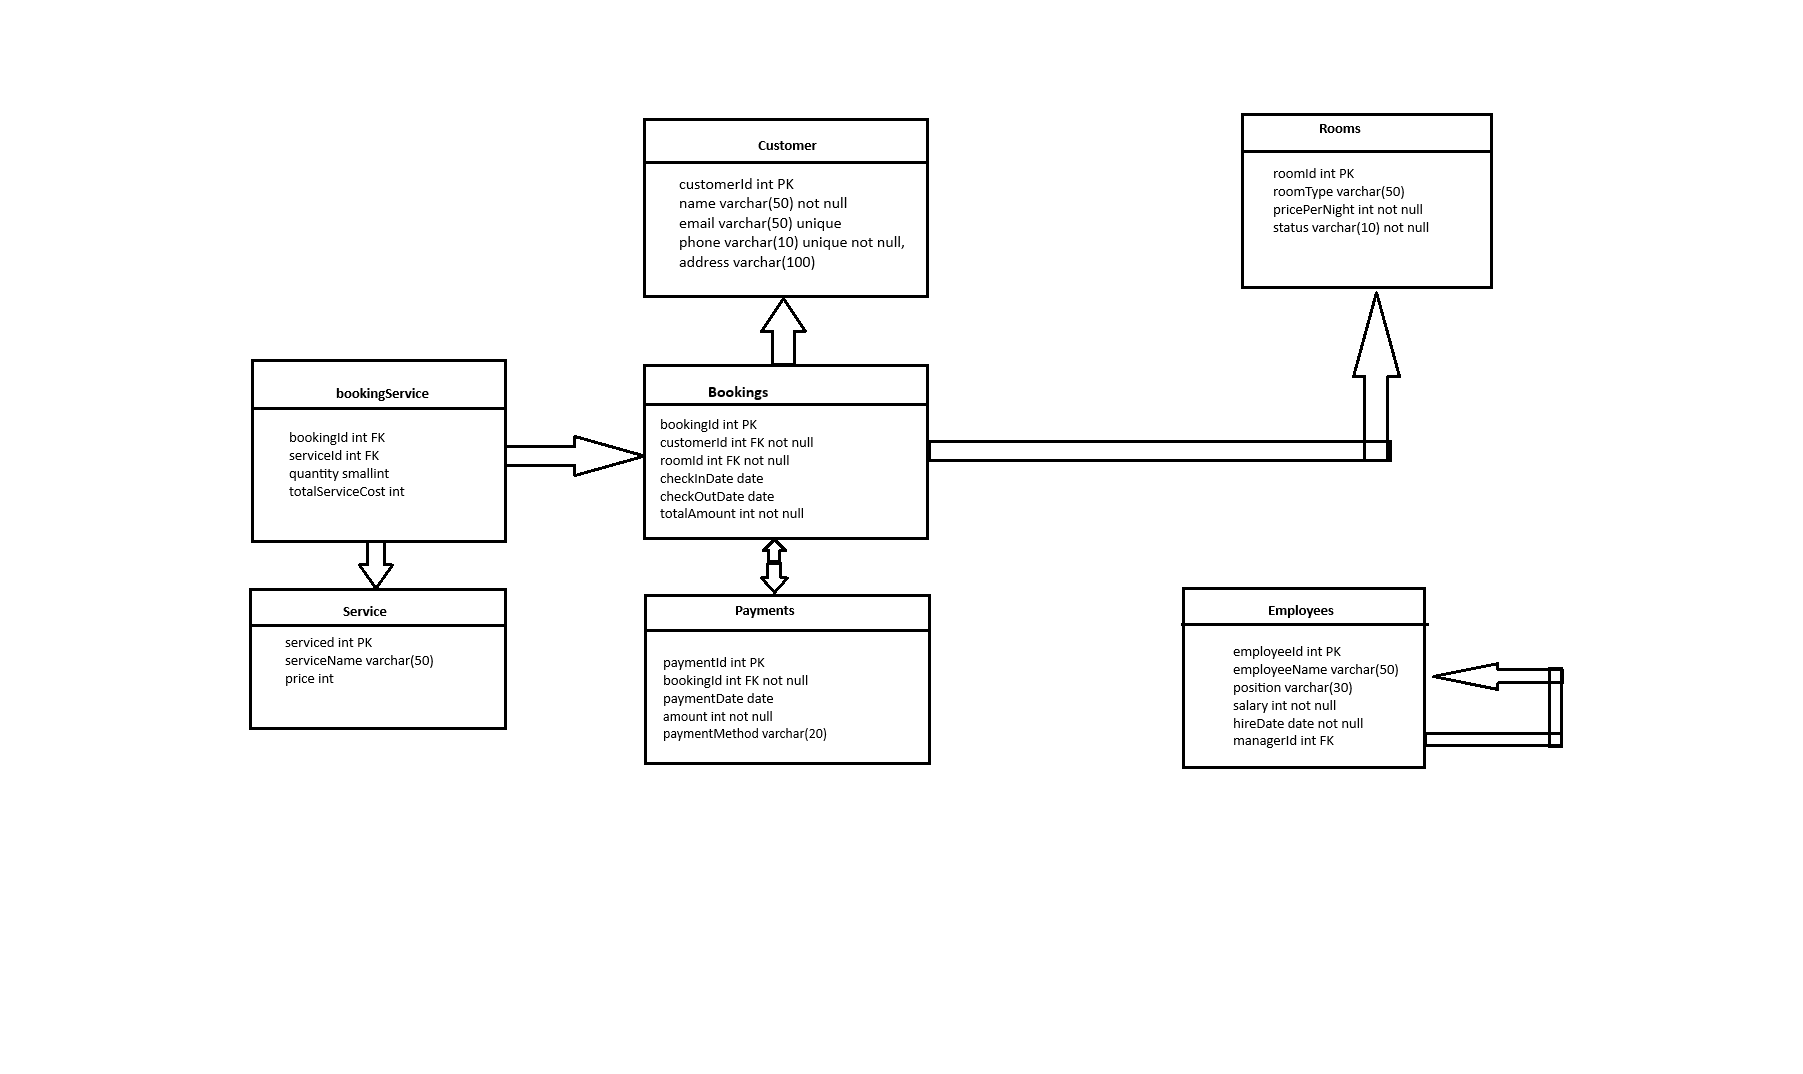 Customer
customerId int PK
name varchar(50) not null
email varchar(50) unique
phone varchar(10) unique not null,
address varchar(100)
Rooms
roomId int PK
roomType varchar(50)
pricePerNight int not null
status varchar(10) not null
bookingService
bookingId int FK
serviceId int FK
quantity smallint
totalServiceCost int
Bookings
bookingId int PK
customerId int FK not null
roomId int FK not null
checkInDate date
checkOutDate date
totalAmount int not null
Service
serviced int PK
serviceName varchar(50)
price int
Payments
paymentId int PK
bookingId int FK not null
paymentDate date
amount int not null
paymentMethod varchar(20)
Employees
employeeId int PK
employeeName varchar(50)
position varchar(30)
salary int not null
hireDate date not null
managerId int FK